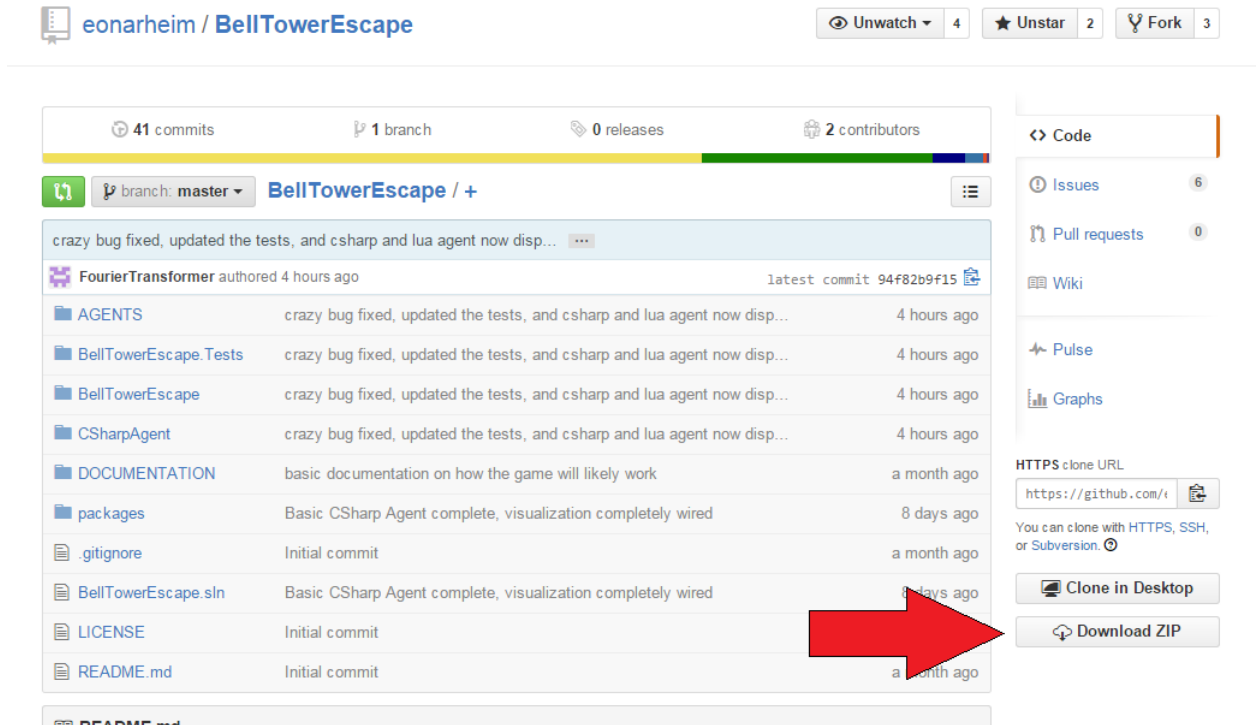 eonarheim / BellTowerEscape
Unwatch 4 Unstar 2 Fork 3
41 commits 1 branch 0 releases 2 contributors
branch: master BellTowerEscape / +
crazy bug fixed, updated the tests, and csharp and lua agent now disp... ...
FourierTransformer authored 4 hours ago latest commit 94f82b9f15
AGENTS crazy bug fixed, updated the tests, and csharp and lua agent now disp... 4 hours ago
BellTowerEscape.Tests crazy bug fixed, updated the tests, and csharp and lua agent now disp... 4 hours ago
BellTowerEscape crazy bug fixed, updated the tests, and csharp and lua agent now disp... 4 hours ago
CSharpAgent crazy bug fixed, updated the tests, and csharp and lua agent now disp... 4 hours ago
DOCUMENTATION basic documentation on how the game will likely work a month ago
packages Basic CSharp Agent complete, visualization completely wired 8 days ago
.gitignore Initial commit a month ago
BellTowerEscape.sln Basic CSharp Agent complete, visualization completely wired 8 days ago
LICENSE Initial commit
README.md Initial commit a month ago
README.md
Code
Issues 6
Pull requests 0
Wiki
Pulse
Graphs
HTTPS clone URL
https://github.com/
You can clone with HTTPS, SSH,
or Subversion.
Clone in Desktop
Download ZIP